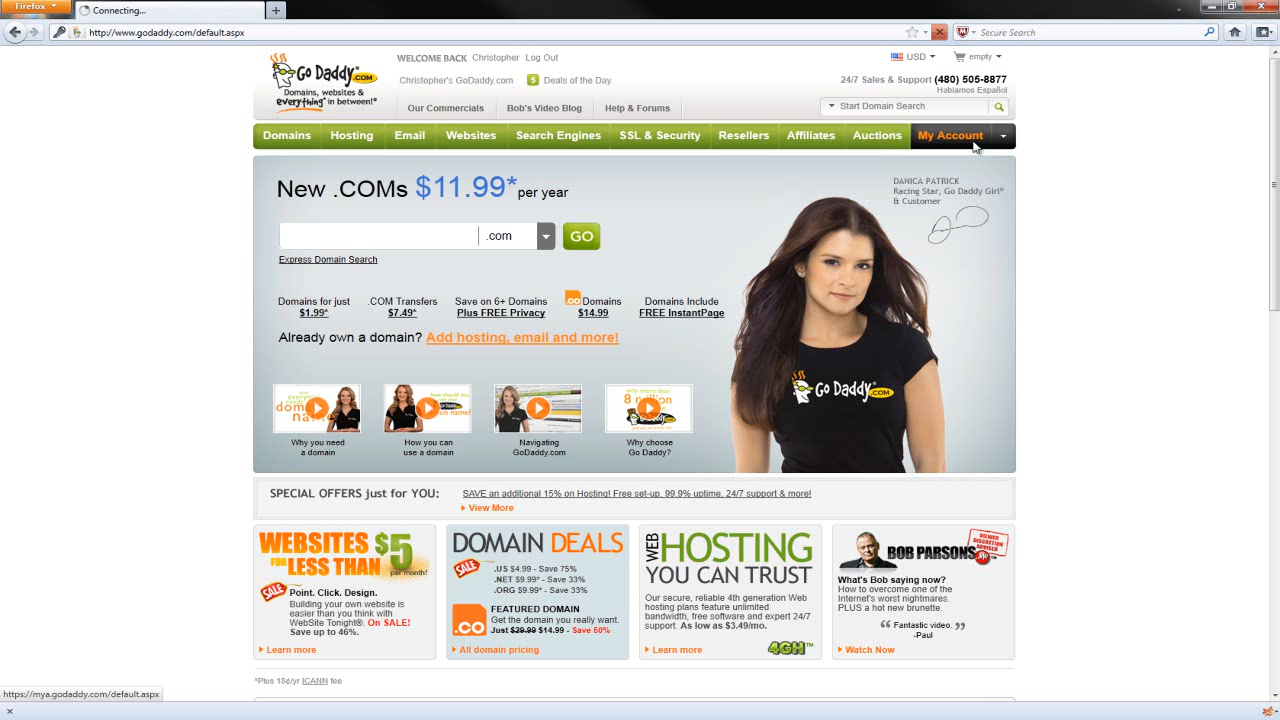 Firefox
Connecting...
http://www.godaddy.com/default.aspx
Secure Search
Go Daddy .COM
Domains, websites &
everything* in between!*
WELCOME BACK Christopher Log Out
USD
empty
Christopher's GoDaddy.com
Deals of the Day
24/7 Sales & Support (480) 505-8877
Hablamos Español
Our Commercials
Bob's Video Blog
Help & Forums
Start Domain Search
Domains Hosting Email Websites Search Engines SSL & Security Resellers Affiliates Auctions My Account
New .COMs $11.99* per year
DANICA PATRICK
Racing Star, Go Daddy Girl®
& Customer
.com
GO
Express Domain Search
Domains for just
$1.99*
.COM Transfers
$7.49*
Save on 6+ Domains
Plus FREE Privacy
.co Domains
$14.99
Domains Include
FREE InstantPage
Already own a domain? Add hosting, email and more!
Go Daddy .COM
Why you need
a domain
How you can
use a domain
Navigating
GoDaddy.com
Why choose
Go Daddy?
SPECIAL OFFERS just for YOU:
SAVE an additional 15% on Hosting! Free set-up, 99.9% uptime, 24/7 support & more!
View More
WEBSITES $5
FOR LESS THAN per month!
SALE
Point. Click. Design.
Building your own website is
easier than you think with
WebSite Tonight®. On SALE!
Save up to 46%.
Learn more
DOMAIN DEALS
SALE
.US $4.99 - Save 75%
.NET $9.99* - Save 33%
.ORG $9.99* - Save 33%
.co
FEATURED DOMAIN
Get the domain you really want.
Just $29.99 $14.99 - Save 50%
All domain pricing
WEB HOSTING
YOU CAN TRUST
Our secure, reliable 4th generation Web
hosting plans feature unlimited
bandwidth, free software and expert 24/7
support. As low as $3.49/mo.
Learn more
4GH™
BOB PARSONS
VIEWER
DISCRETION
ADVISED
What's Bob saying now?
How to overcome one of the
Internet's worst nightmares.
PLUS a hot new brunette.
“ Fantastic video. ”
-Paul
Watch Now
*Plus 18¢/yr ICANN fee
https://mya.godaddy.com/default.aspx